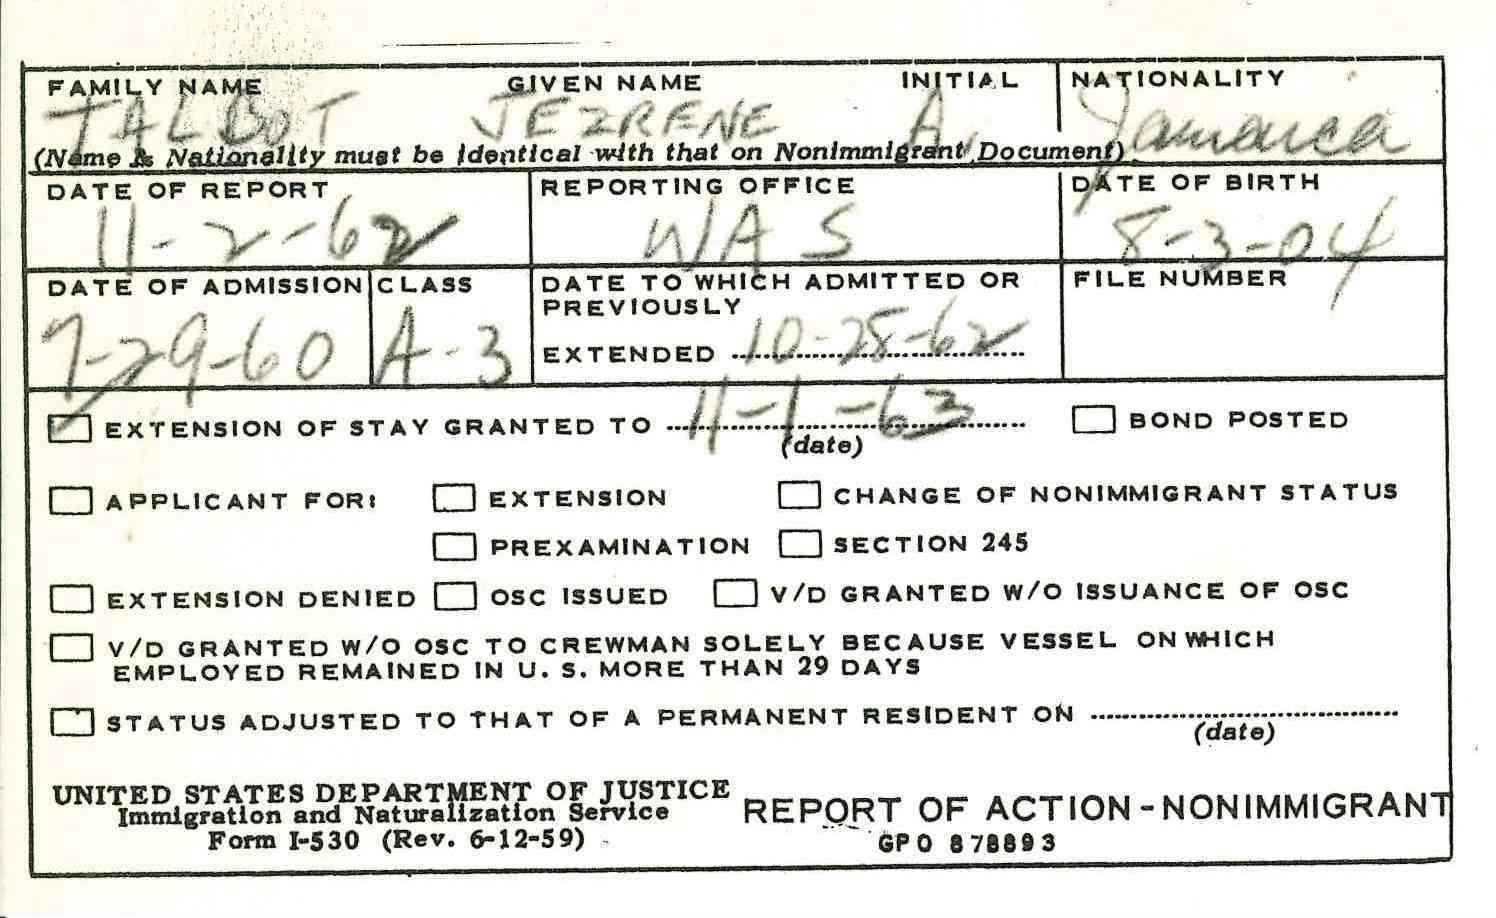 FAMILY NAME GIVEN NAME INITIAL NATIONALITY
TALBOT JEZRENE A. Jamaica
(Name & Nationality must be identical with that on Nonimmigrant Document)
DATE OF REPORT REPORTING OFFICE DATE OF BIRTH
11-2-62 WAS 8-3-04
DATE OF ADMISSION CLASS DATE TO WHICH ADMITTED OR FILE NUMBER
PREVIOUSLY
7-29-60 A-3 EXTENDED 10-28-62
EXTENSION OF STAY GRANTED TO 11-1-63 BOND POSTED
(date)
APPLICANT FOR: EXTENSION CHANGE OF NONIMMIGRANT STATUS
PREXAMINATION SECTION 245
EXTENSION DENIED OSC ISSUED V/D GRANTED W/O ISSUANCE OF OSC
V/D GRANTED W/O OSC TO CREWMAN SOLELY BECAUSE VESSEL ON WHICH
EMPLOYED REMAINED IN U. S. MORE THAN 29 DAYS
STATUS ADJUSTED TO THAT OF A PERMANENT RESIDENT ON
(date)
UNITED STATES DEPARTMENT OF JUSTICE
Immigration and Naturalization Service
Form I-530 (Rev. 6-12-59)
REPORT OF ACTION - NONIMMIGRANT
GPO 878893